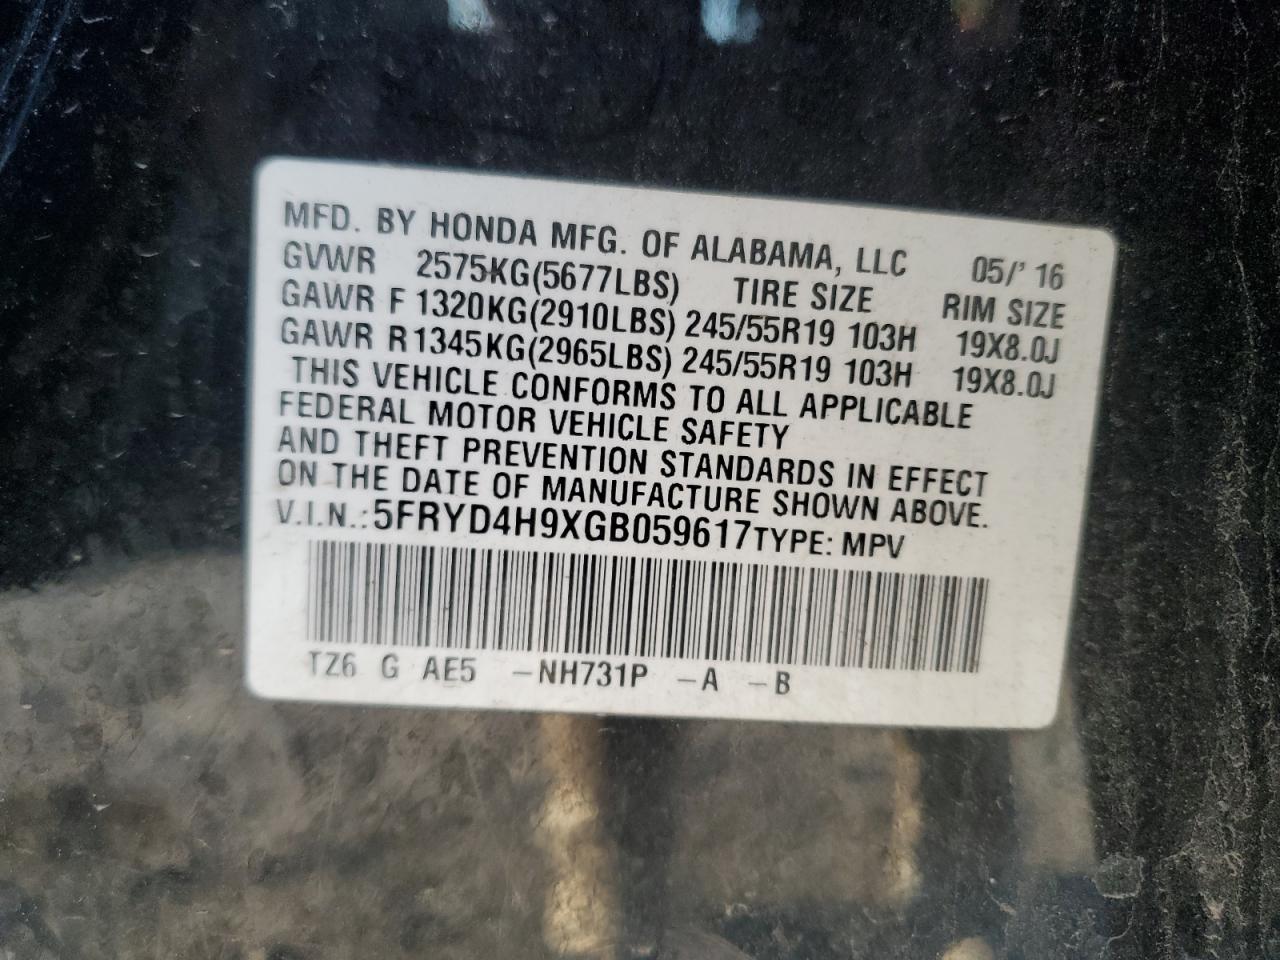 MFD. BY HONDA MFG. OF ALABAMA, LLC 05/' 16
GVWR 2575KG(5677LBS) TIRE SIZE RIM SIZE
GAWR F 1320KG(2910LBS) 245/55R19 103H 19X8.0J
GAWR R 1345KG(2965LBS) 245/55R19 103H 19X8.0J
THIS VEHICLE CONFORMS TO ALL APPLICABLE
FEDERAL MOTOR VEHICLE SAFETY
AND THEFT PREVENTION STANDARDS IN EFFECT
ON THE DATE OF MANUFACTURE SHOWN ABOVE.
V.I.N.:5FRYD4H9XGB059617 TYPE: MPV
TZ6 G AE5 -NH731P -A -B